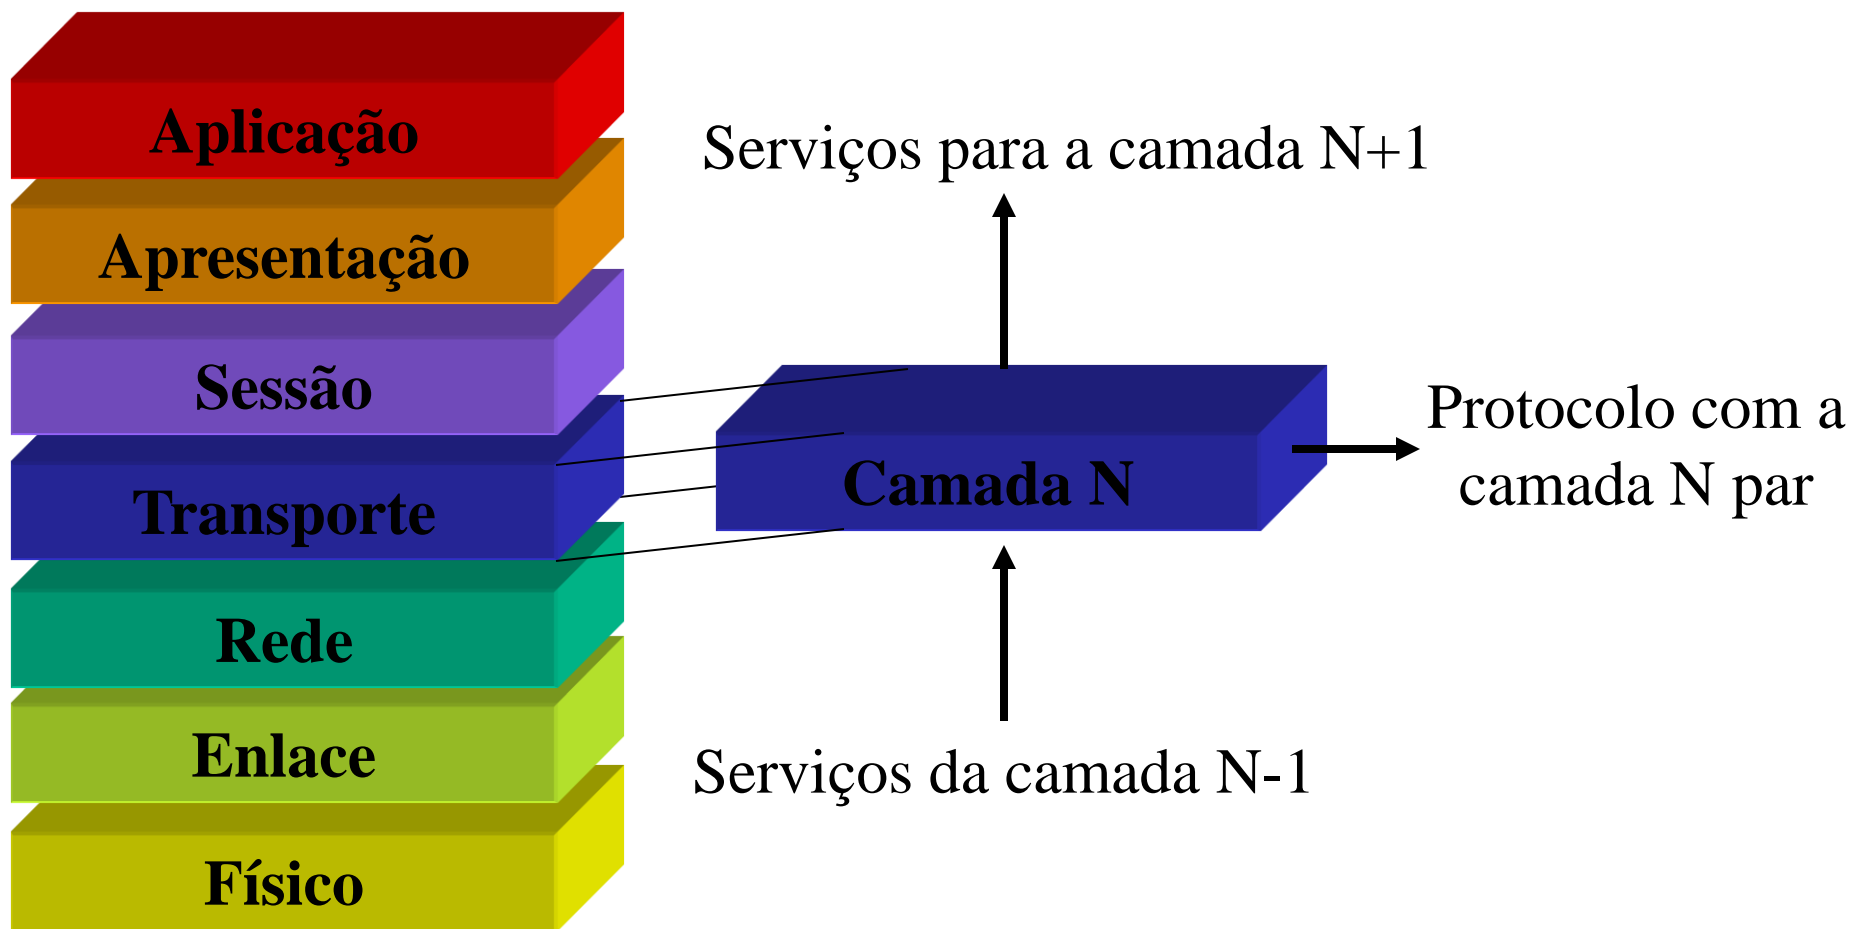 Aplicação
Apresentação
Sessão
Transporte
Rede
Enlace
Físico
Serviços para a camada N+1
Camada N
Protocolo com a
camada N par
Serviços da camada N-1